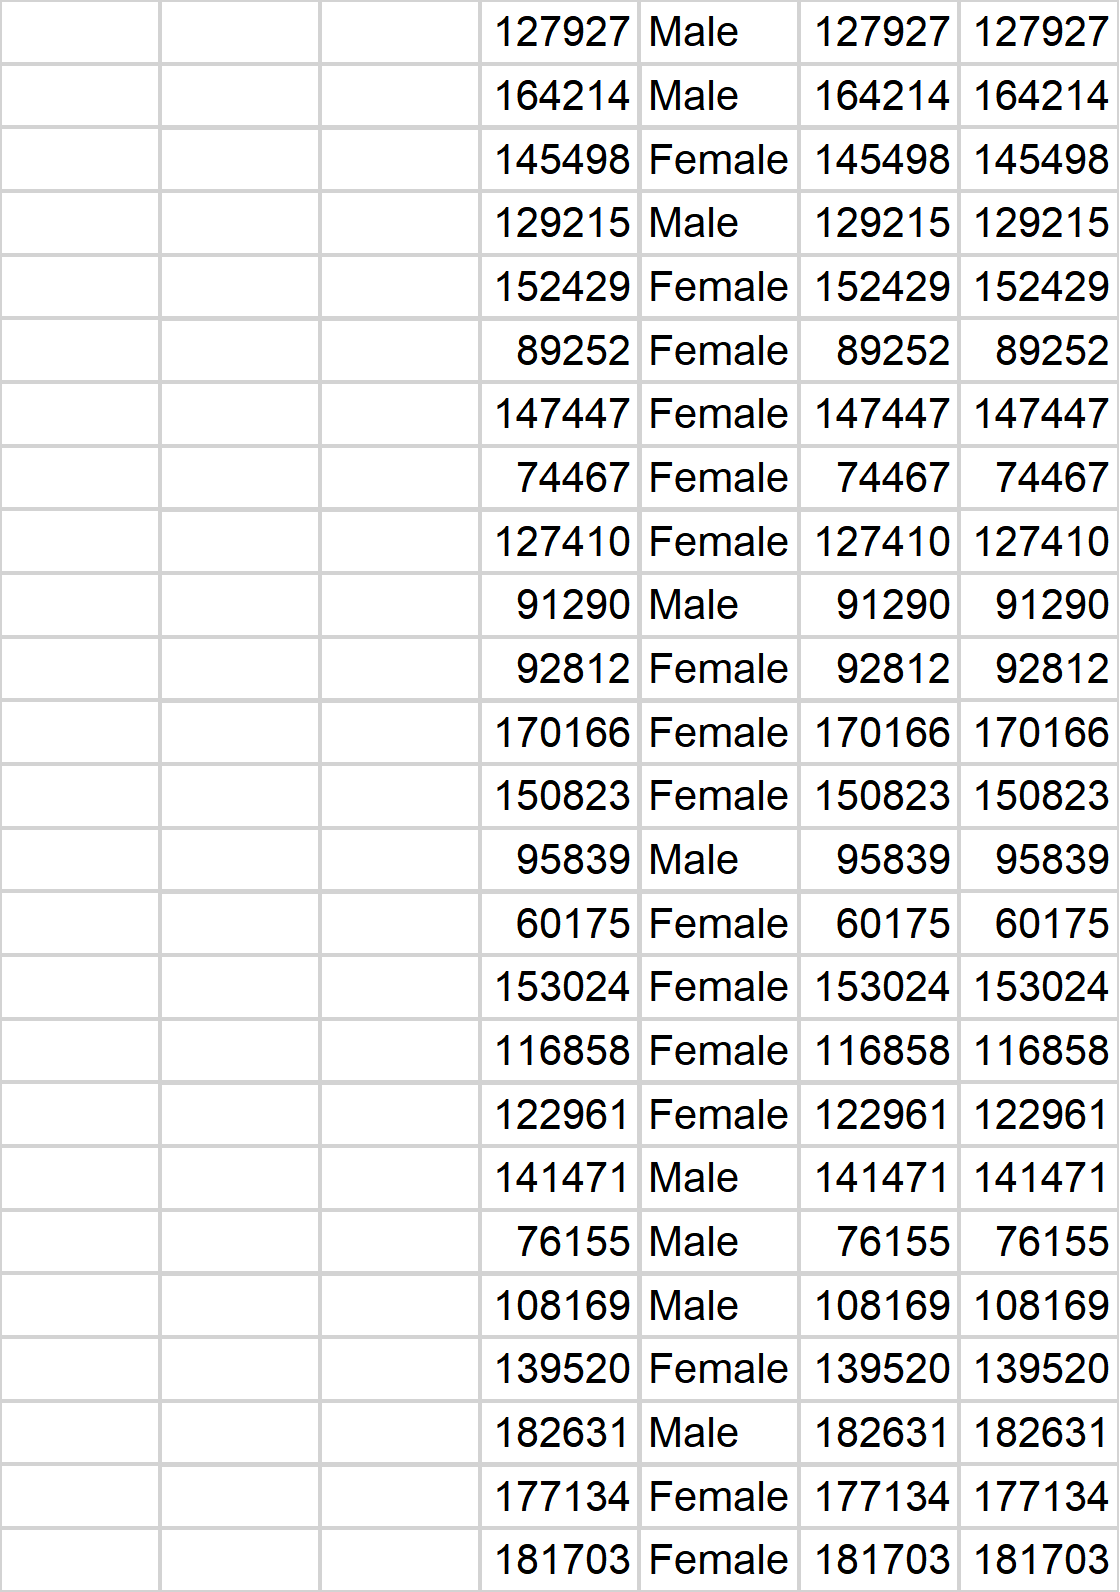 127927 Male 127927 127927
164214 Male 164214 164214
145498 Female 145498 145498
129215 Male 129215 129215
152429 Female 152429 152429
89252 Female 89252 89252
147447 Female 147447 147447
74467 Female 74467 74467
127410 Female 127410 127410
91290 Male 91290 91290
92812 Female 92812 92812
170166 Female 170166 170166
150823 Female 150823 150823
95839 Male 95839 95839
60175 Female 60175 60175
153024 Female 153024 153024
116858 Female 116858 116858
122961 Female 122961 122961
141471 Male 141471 141471
76155 Male 76155 76155
108169 Male 108169 108169
139520 Female 139520 139520
182631 Male 182631 182631
177134 Female 177134 177134
181703 Female 181703 181703